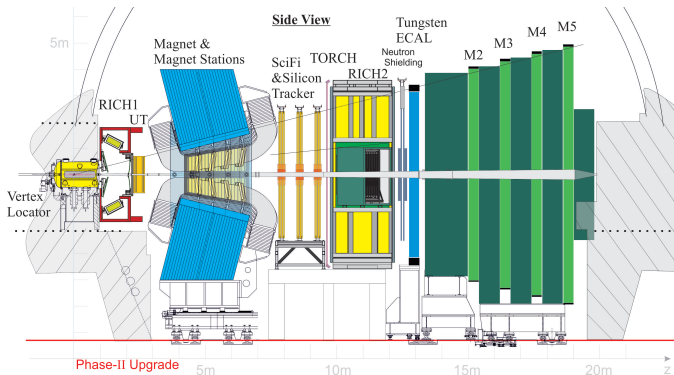 Side View
Tungsten
ECAL
Neutron
Shielding
M2
M3
M4
M5
5m
Magnet &
Magnet Stations
SciFi
&Silicon
Tracker
TORCH
RICH2
RICH1
UT
Vertex
Locator
Phase-II Upgrade
5m
10m
15m
20m
z